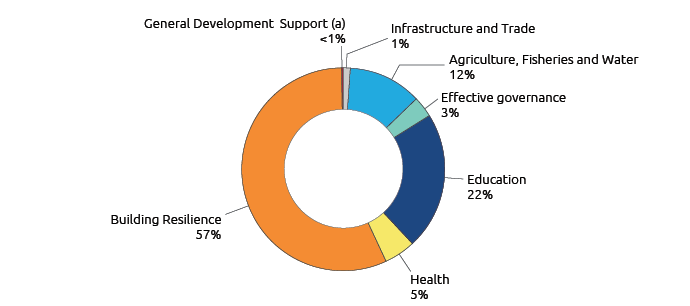 General Development  Support (a)
<1%
Infrastructure and Trade
1%
Agriculture, Fisheries and Water
12%
Effective governance
3%
Education
22%
Health
5%
Building Resilience
57%